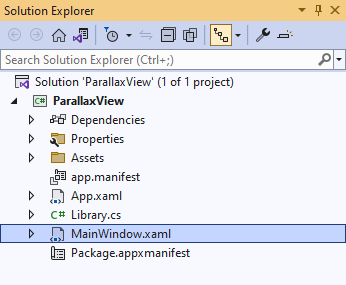 Solution Explorer
Search Solution Explorer (Ctrl+;)
Solution 'ParallaxView' (1 of 1 project)
C# ParallaxView
Dependencies
Properties
Assets
app.manifest
App.xaml
C# Library.cs
MainWindow.xaml
Package.appxmanifest